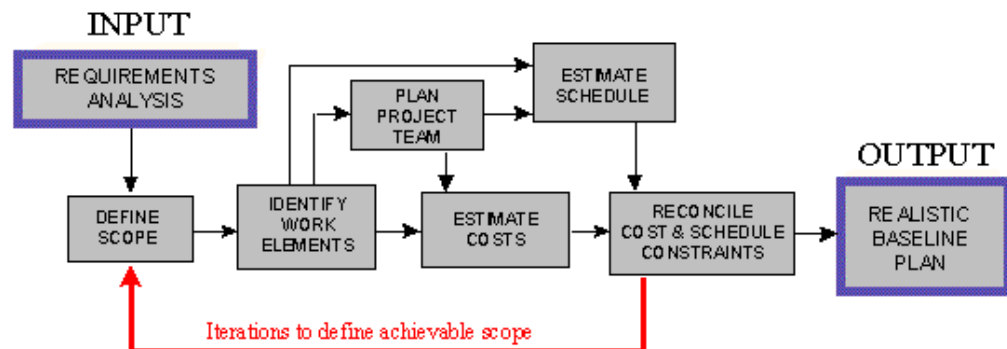 INPUT
REQUIREMENTS
ANALYSIS
DEFINE
SCOPE
IDENTIFY
WORK
ELEMENTS
PLAN
PROJECT
TEAM
ESTIMATE
SCHEDULE
ESTIMATE
COSTS
RECONCILE
COST & SCHEDULE
CONSTRAINTS
OUTPUT
REALISTIC
BASELINE
PLAN
Iterations to define achievable scope